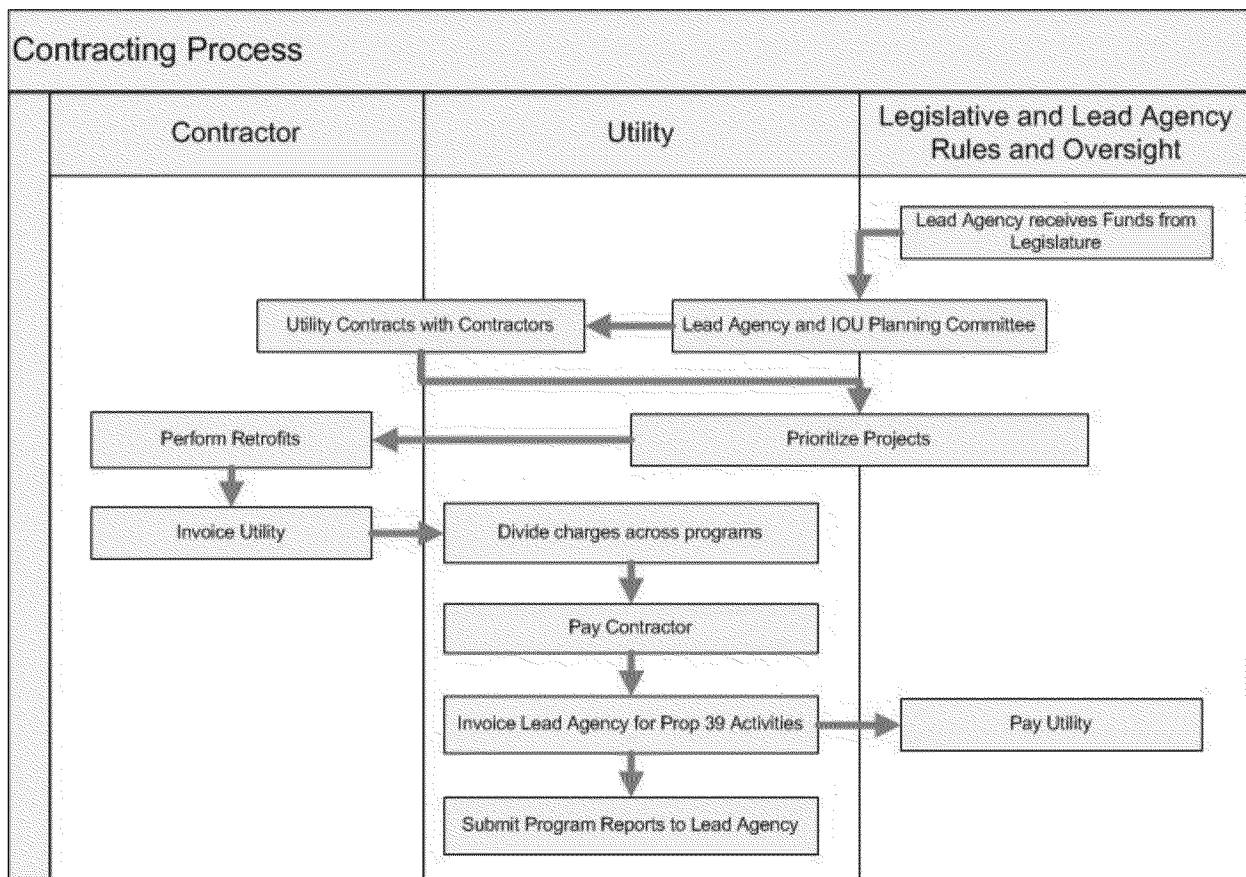 Contracting Process
Contractor
Utility
Legislative and Lead Agency
Rules and Oversight
Lead Agency receives Funds from
Legislature
Utility Contracts with Contractors
Lead Agency and IOU Planning Committee
Perform Retrofits
Prioritize Projects
Invoice Utility
Divide charges across programs
Pay Contractor
Invoice Lead Agency for Prop 39 Activities
Pay Utility
Submit Program Reports to Lead Agency